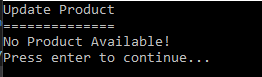 Update Product
==============
No Product Available!
Press enter to continue...